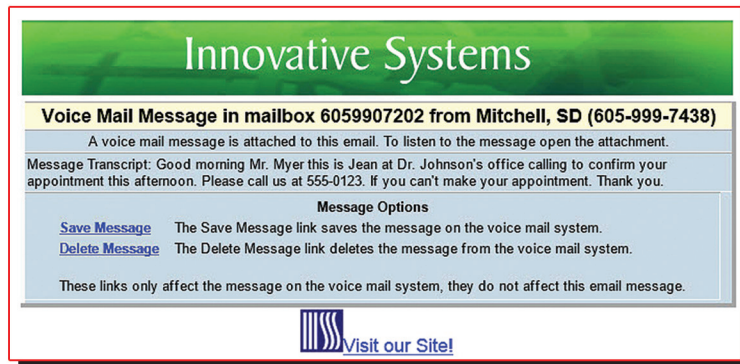 Innovative Systems
Voice Mail Message in mailbox 6059907202 from Mitchell, SD (605-999-7438)
A voice mail message is attached to this email. To listen to the message open the attachment.
Message Transcript: Good morning Mr. Myer this is Jean at Dr. Johnson's office calling to confirm your
appointment this afternoon. Please call us at 555-0123. If you can't make your appointment. Thank you.
Message Options
Save Message The Save Message link saves the message on the voice mail system.
Delete Message The Delete Message link deletes the message from the voice mail system.
These links only affect the message on the voice mail system, they do not affect this email message.
Visit our Site!